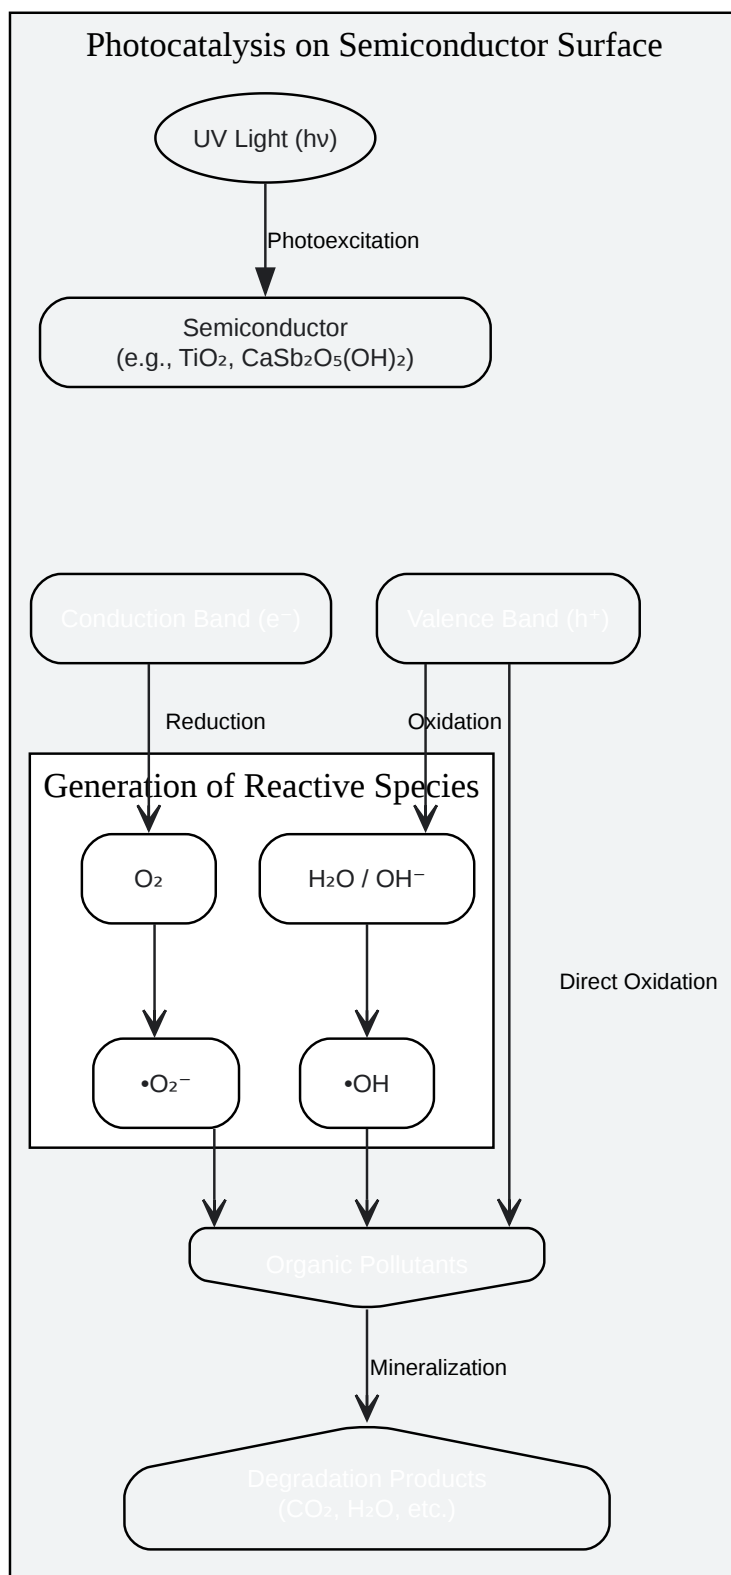 Photocatalysis on Semiconductor Surface
UV Light (hν)
Photoexcitation
Semiconductor
(e.g., TiO₂, CaSb₂O₅(OH)₂)
Conduction Band (e⁻)
Valence Band (h⁺)
Reduction
Oxidation
Generation of Reactive Species
O₂
H₂O / OH⁻
Direct Oxidation
•O₂⁻
•OH
Organic Pollutants
Mineralization
Degradation Products
(CO₂, H₂O, etc.)